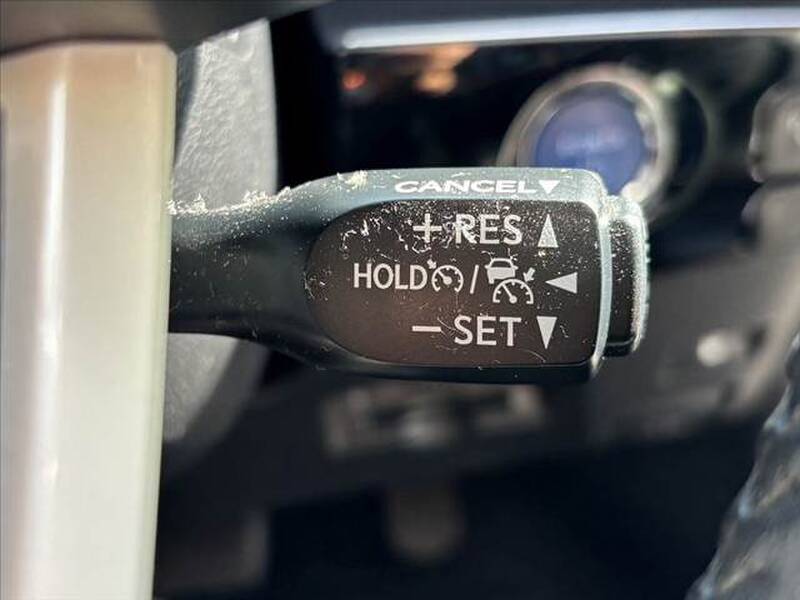 CANCEL▼
+ RES ▲
HOLD / ◀
− SET ▼